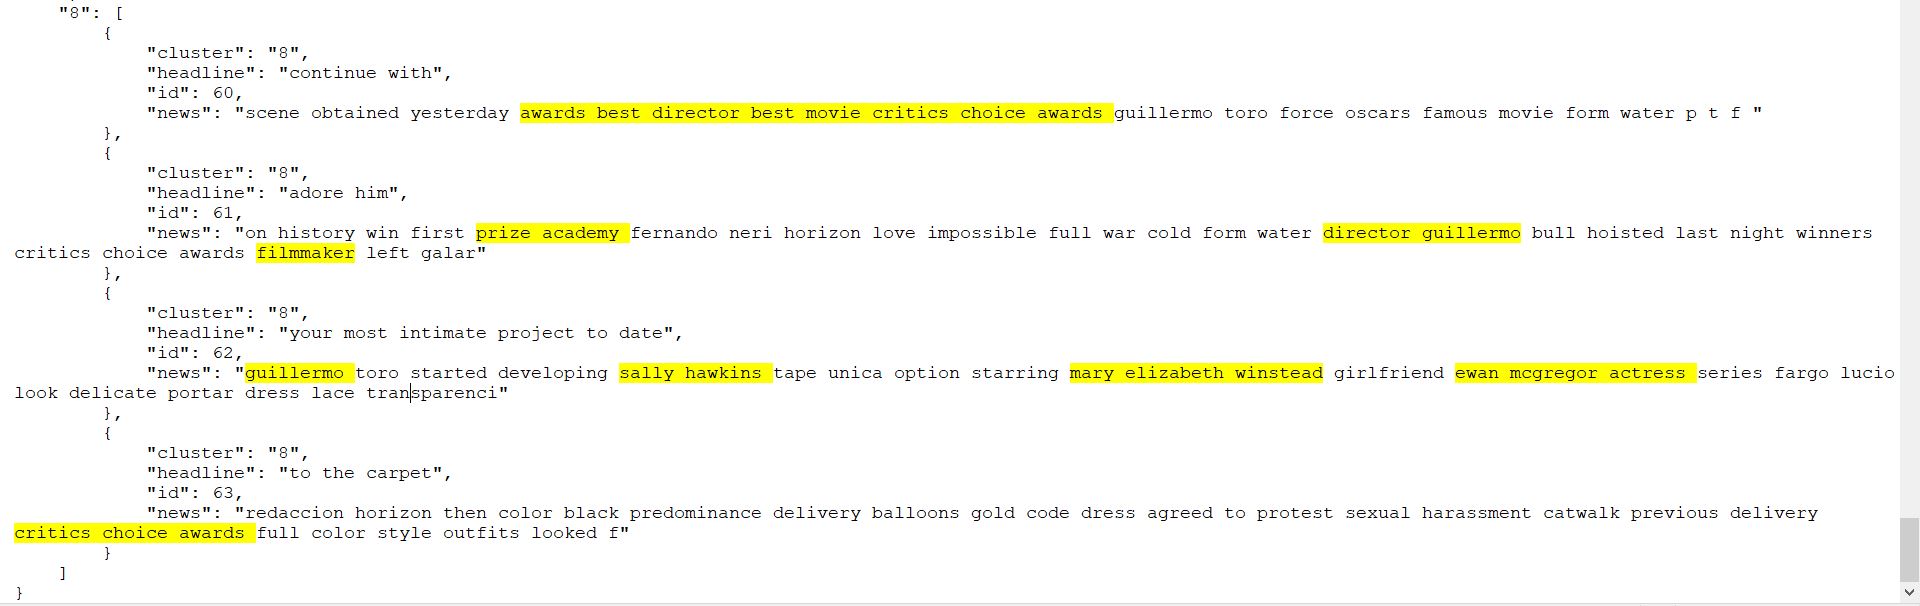 "8": [
{
"cluster": "8",
"headline": "continue with",
"id": 60,
"news": "scene obtained yesterday awards best director best movie critics choice awards guillermo toro force oscars famous movie form water p t f "
},
{
"cluster": "8",
"headline": "adore him",
"id": 61,
"news": "on history win first prize academy fernando neri horizon love impossible full war cold form water director guillermo bull hoisted last night winners
critics choice awards filmmaker left galar"
},
{
"cluster": "8",
"headline": "your most intimate project to date",
"id": 62,
"news": "guillermo toro started developing sally hawkins tape unica option starring mary elizabeth winstead girlfriend ewan mcgregor actress series fargo lucio
look delicate portar dress lace transparenci"
},
{
"cluster": "8",
"headline": "to the carpet",
"id": 63,
"news": "redaccion horizon then color black predominance delivery balloons gold code dress agreed to protest sexual harassment catwalk previous delivery
critics choice awards full color style outfits looked f"
}
]
}